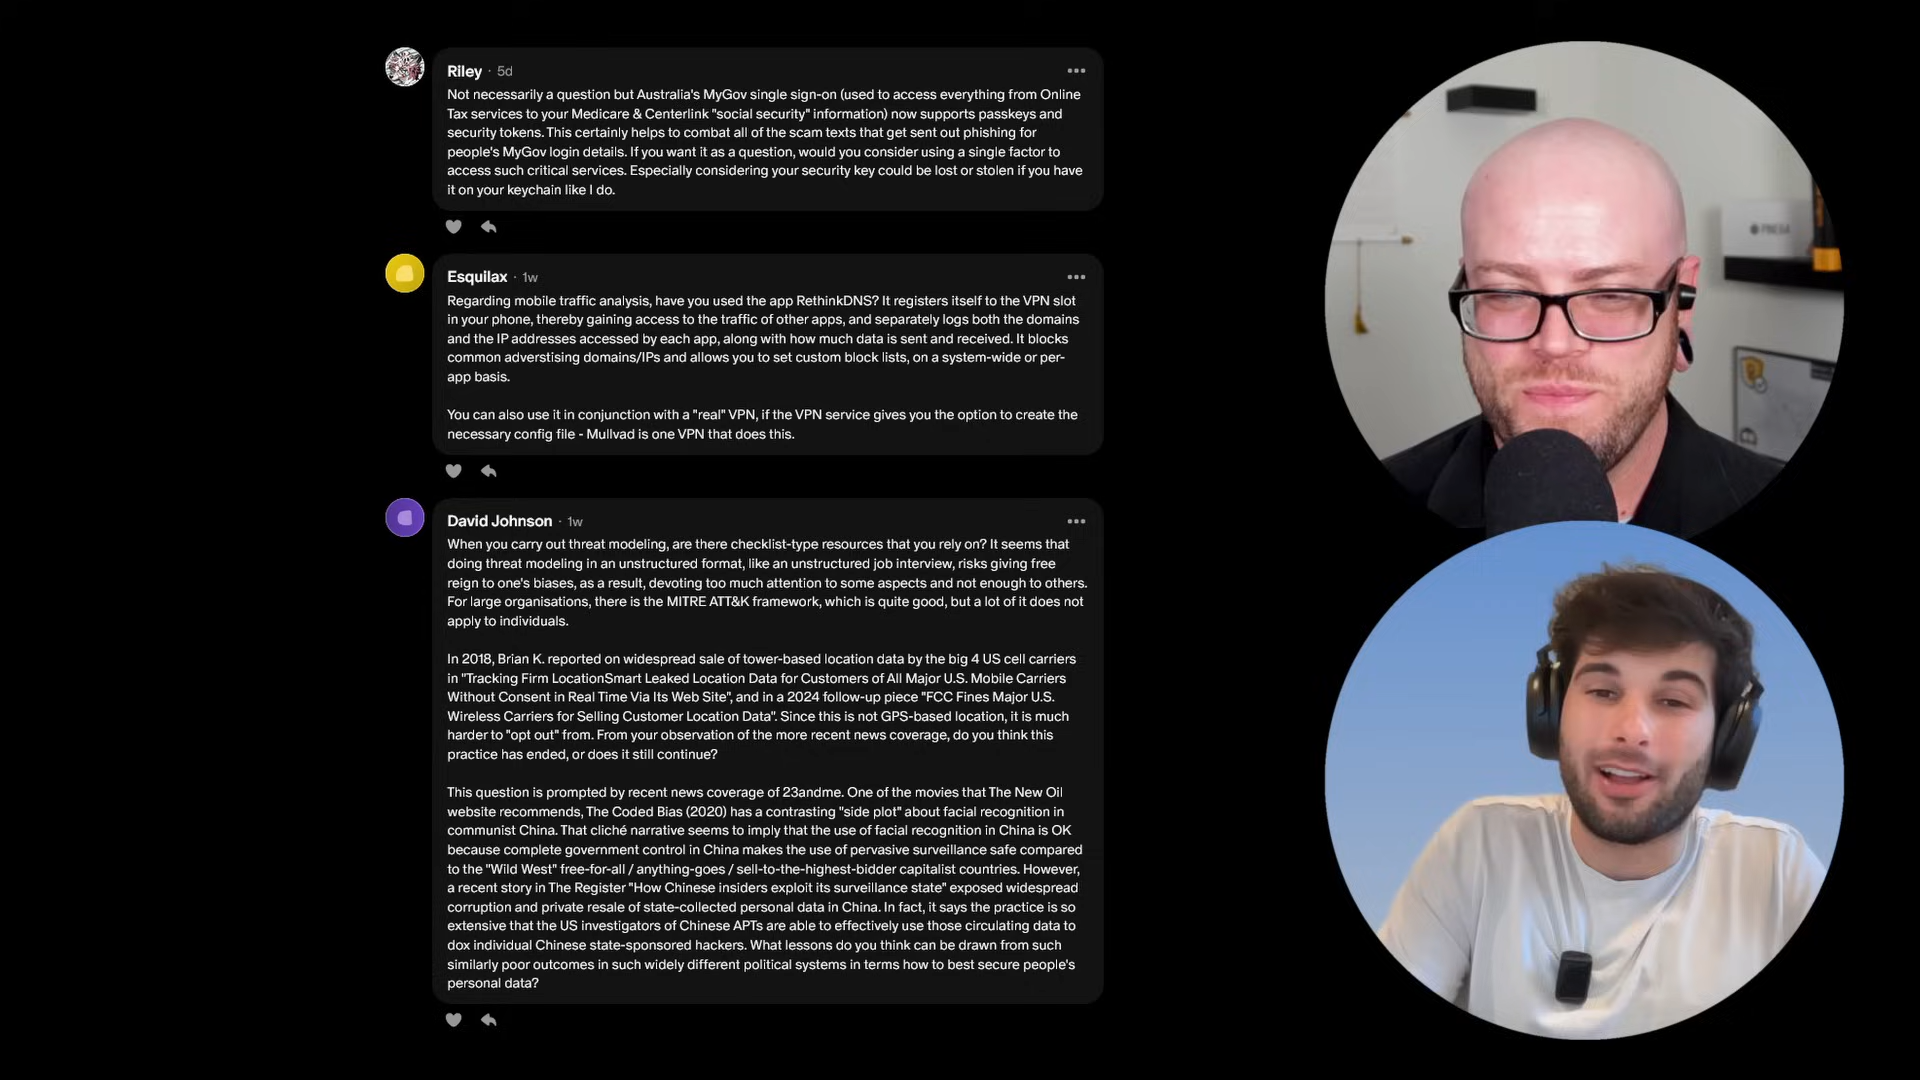 Riley · 5d
Not necessarily a question but Australia's MyGov single sign-on (used to access everything from Online
Tax services to your Medicare & Centerlink "social security" information) now supports passkeys and
security tokens. This certainly helps to combat all of the scam texts that get sent out phishing for
people's MyGov login details. If you want it as a question, would you consider using a single factor to
access such critical services. Especially considering your security key could be lost or stolen if you have
it on your keychain like I do.
Esquilax · 1w
Regarding mobile traffic analysis, have you used the app RethinkDNS? It registers itself to the VPN slot
in your phone, thereby gaining access to the traffic of other apps, and separately logs both the domains
and the IP addresses accessed by each app, along with how much data is sent and received. It blocks
common adverstising domains/IPs and allows you to set custom block lists, on a system-wide or per-
app basis.
You can also use it in conjunction with a "real" VPN, if the VPN service gives you the option to create the
necessary config file - Mullvad is one VPN that does this.
David Johnson · 1w
When you carry out threat modeling, are there checklist-type resources that you rely on? It seems that
doing threat modeling in an unstructured format, like an unstructured job interview, risks giving free
reign to one's biases, as a result, devoting too much attention to some aspects and not enough to others.
For large organisations, there is the MITRE ATT&K framework, which is quite good, but a lot of it does not
apply to individuals.
In 2018, Brian K. reported on widespread sale of tower-based location data by the big 4 US cell carriers
in "Tracking Firm LocationSmart Leaked Location Data for Customers of All Major U.S. Mobile Carriers
Without Consent in Real Time Via Its Web Site", and in a 2024 follow-up piece "FCC Fines Major U.S.
Wireless Carriers for Selling Customer Location Data". Since this is not GPS-based location, it is much
harder to "opt out" from. From your observation of the more recent news coverage, do you think this
practice has ended, or does it still continue?
This question is prompted by recent news coverage of 23andme. One of the movies that The New Oil
website recommends, The Coded Bias (2020) has a contrasting "side plot" about facial recognition in
communist China. That cliché narrative seems to imply that the use of facial recognition in China is OK
because complete government control in China makes the use of pervasive surveillance safe compared
to the "Wild West" free-for-all / anything-goes / sell-to-the-highest-bidder capitalist countries. However,
a recent story in The Register "How Chinese insiders exploit its surveillance state" exposed widespread
corruption and private resale of state-collected personal data in China. In fact, it says the practice is so
extensive that the US investigators of Chinese APTs are able to effectively use those circulating data to
dox individual Chinese state-sponsored hackers. What lessons do you think can be drawn from such
similarly poor outcomes in such widely different political systems in terms how to best secure people's
personal data?